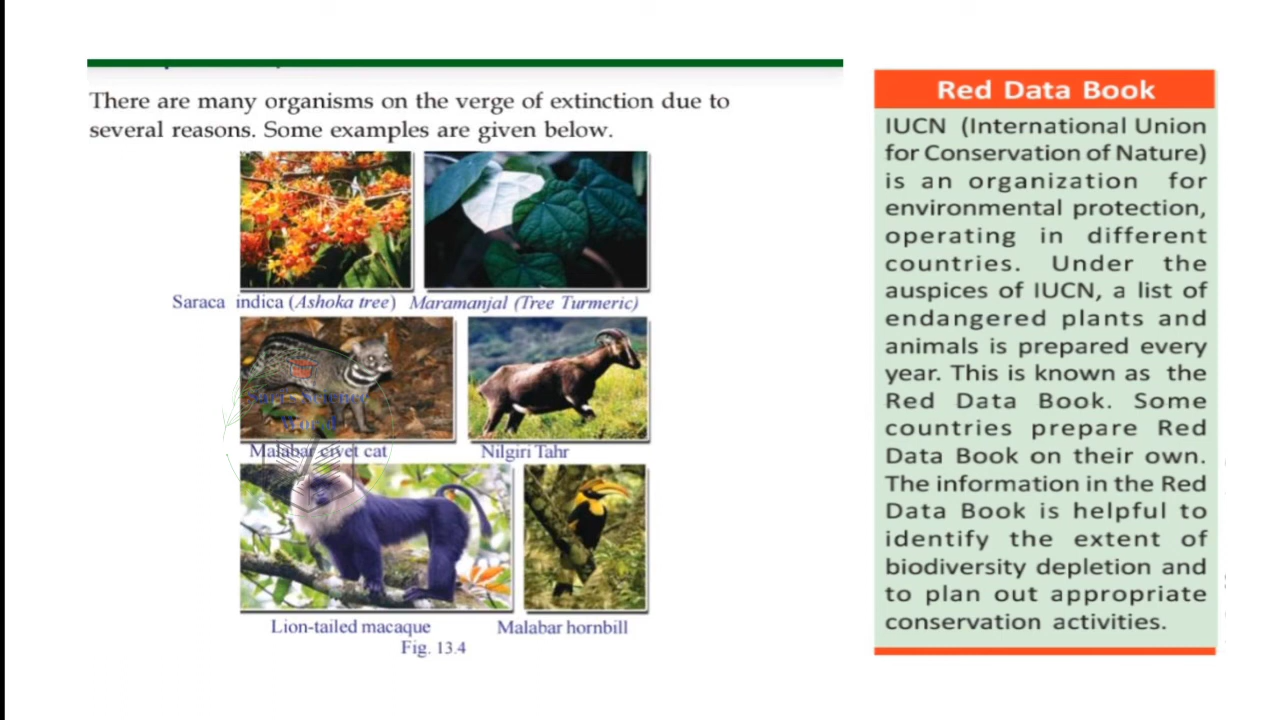 There are many organisms on the verge of extinction due to
several reasons. Some examples are given below.
Saraca indica (Ashoka tree) Maramanjal (Tree Turmeric)
Malabar civet cat Nilgiri Tahr
Lion-tailed macaque Malabar hornbill
Fig. 13.4
Red Data Book
IUCN (International Union
for Conservation of Nature)
is an organization for
environmental protection,
operating in different
countries. Under the
auspices of IUCN, a list of
endangered plants and
animals is prepared every
year. This is known as the
Red Data Book. Some
countries prepare Red
Data Book on their own.
The information in the Red
Data Book is helpful to
identify the extent of
biodiversity depletion and
to plan out appropriate
conservation activities.